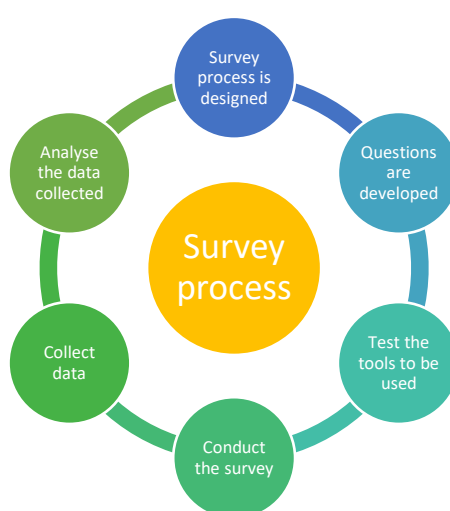 Survey
process is
designed
Questions
are
developed
Test the
tools to be
used
Conduct
the survey
Collect
data
Analyse
the data
collected
Survey
process